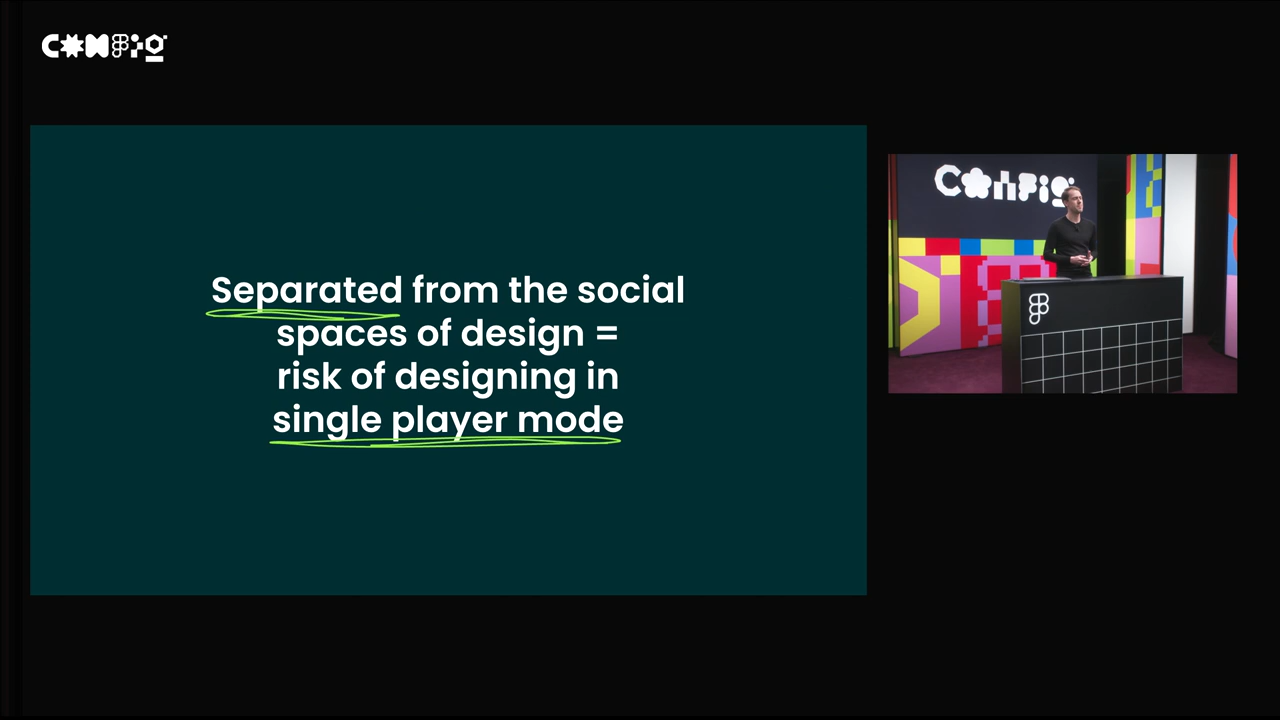 Config
Separated from the social
spaces of design =
risk of designing in
single player mode
Config